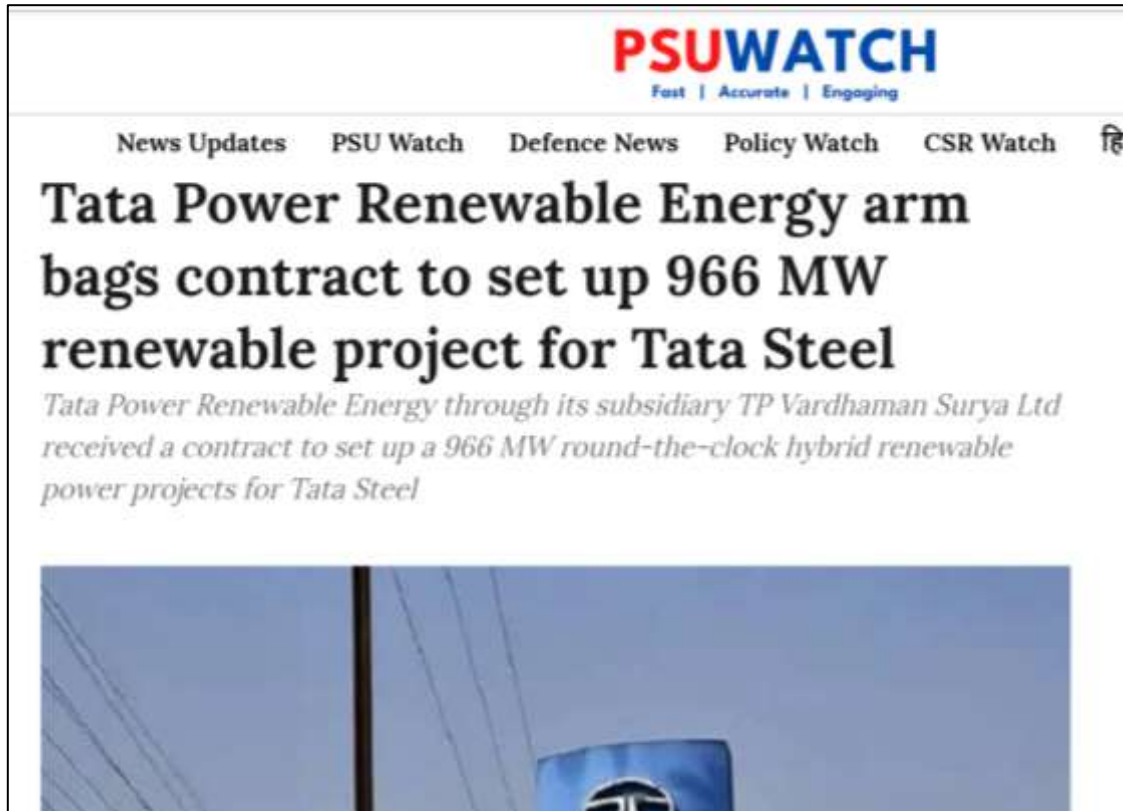 PSUWATCH
Fast | Accurate | Engaging
News Updates PSU Watch Defence News Policy Watch CSR Watch
Tata Power Renewable Energy arm
bags contract to set up 966 MW
renewable project for Tata Steel
Tata Power Renewable Energy through its subsidiary TP Vardhaman Surya Ltd
received a contract to set up a 966 MW round-the-clock hybrid renewable
power projects for Tata Steel